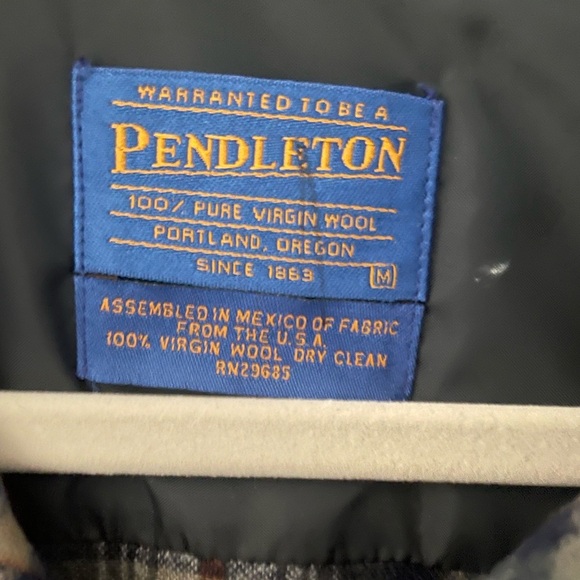 WARRANTED TO BE A
PENDLETON
100% PURE VIRGIN WOOL
PORTLAND, OREGON
SINCE 1863 M
ASSEMBLED IN MEXICO OF FABRIC
FROM THE U.S.A.
100% VIRGIN WOOL DRY CLEAN
RN29685